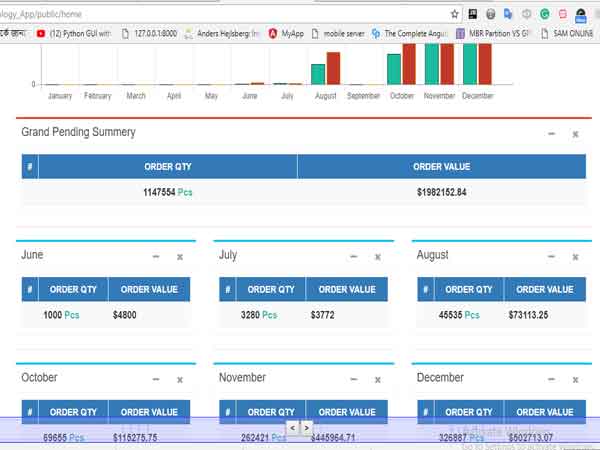 ology_App/public/home
(12) Python GUI with 127.0.0.1:8000 Anders Hejlsberg: In MyApp mobile server The Complete Angu MBR Partition VS GP SAM ONLINE
0
January February March April May June July August September October November December
Grand Pending Summery
# ORDER QTY ORDER VALUE
1147554 Pcs $1982152.84
June July August
# ORDER QTY ORDER VALUE # ORDER QTY ORDER VALUE # ORDER QTY ORDER VALUE
1000 Pcs $4800 3280 Pcs $3772 45535 Pcs $73113.25
October November December
# ORDER QTY ORDER VALUE # ORDER QTY ORDER VALUE # ORDER QTY ORDER VALUE
Activate Windows
69655 Pcs $115275.75 262421 $445964.71 326887 Pcs $502713.07
Go to Settings to activate Windows.